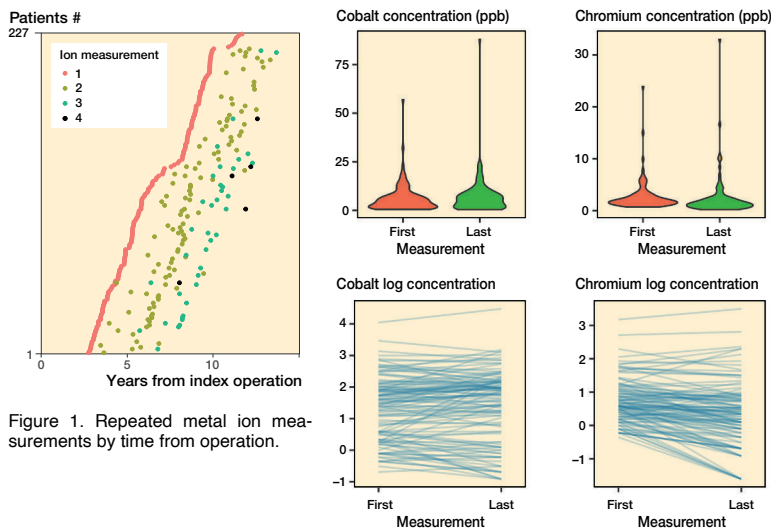 Patients #
227
Ion measurement
1
2
3
4
1
0
5
10
Years from index operation
Figure 1. Repeated metal ion mea-
surements by time from operation.
Cobalt concentration (ppb)
75
50
25
0
First
Last
Measurement
Chromium concentration (ppb)
30
20
10
0
First
Last
Measurement
Cobalt log concentration
4
3
2
1
0
−1
First
Last
Measurement
Chromium log concentration
3
2
1
0
−1
First
Last
Measurement